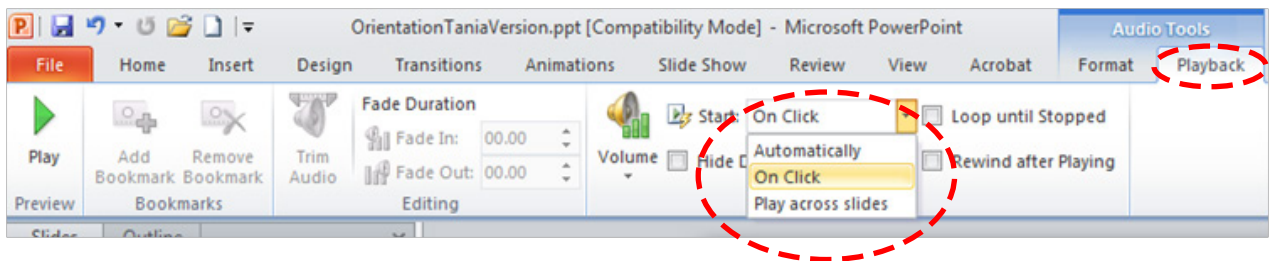 OrientationTaniaVersion.ppt [Compatibility Mode] - Microsoft PowerPoint
Audio Tools
File Home Insert Design Transitions Animations Slide Show Review View Acrobat Format Playback
Play
Add Bookmark
Remove Bookmark
Trim Audio
Fade Duration
Fade In: 00.00
Fade Out: 00.00
Volume
Start: On Click
Hide D
Automatically
On Click
Play across slides
Loop until Stopped
Rewind after Playing
Preview Bookmarks Editing
Slides Outline